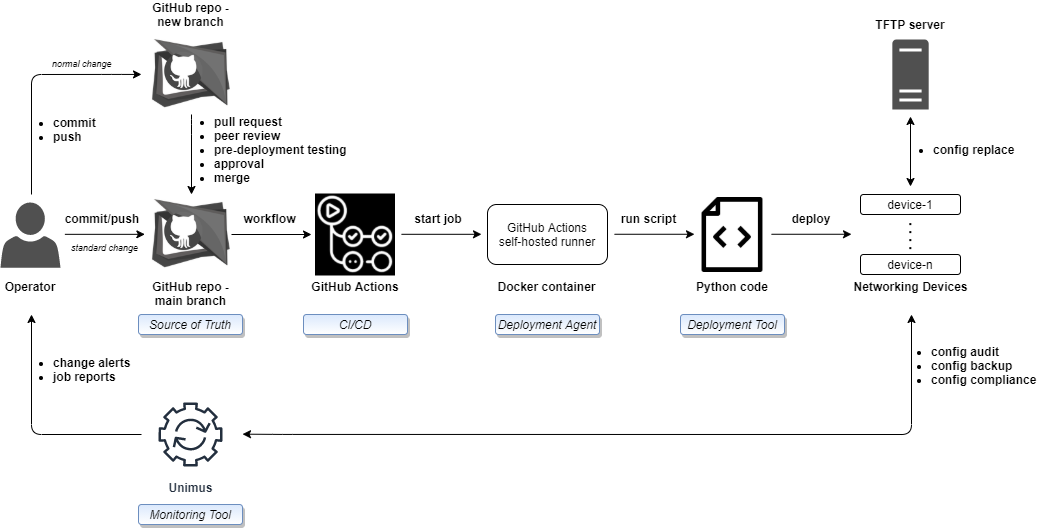 GitHub repo -
new branch
TFTP server
normal change
commit
push
pull request
peer review
pre-deployment testing
approval
merge
config replace
commit/push
standard change
workflow
start job
GitHub Actions
self-hosted runner
run script
deploy
device-1
device-n
Operator
GitHub repo -
main branch
GitHub Actions
Docker container
Python code
Networking Devices
Source of Truth
CI/CD
Deployment Agent
Deployment Tool
change alerts
job reports
config audit
config backup
config compliance
Unimus
Monitoring Tool